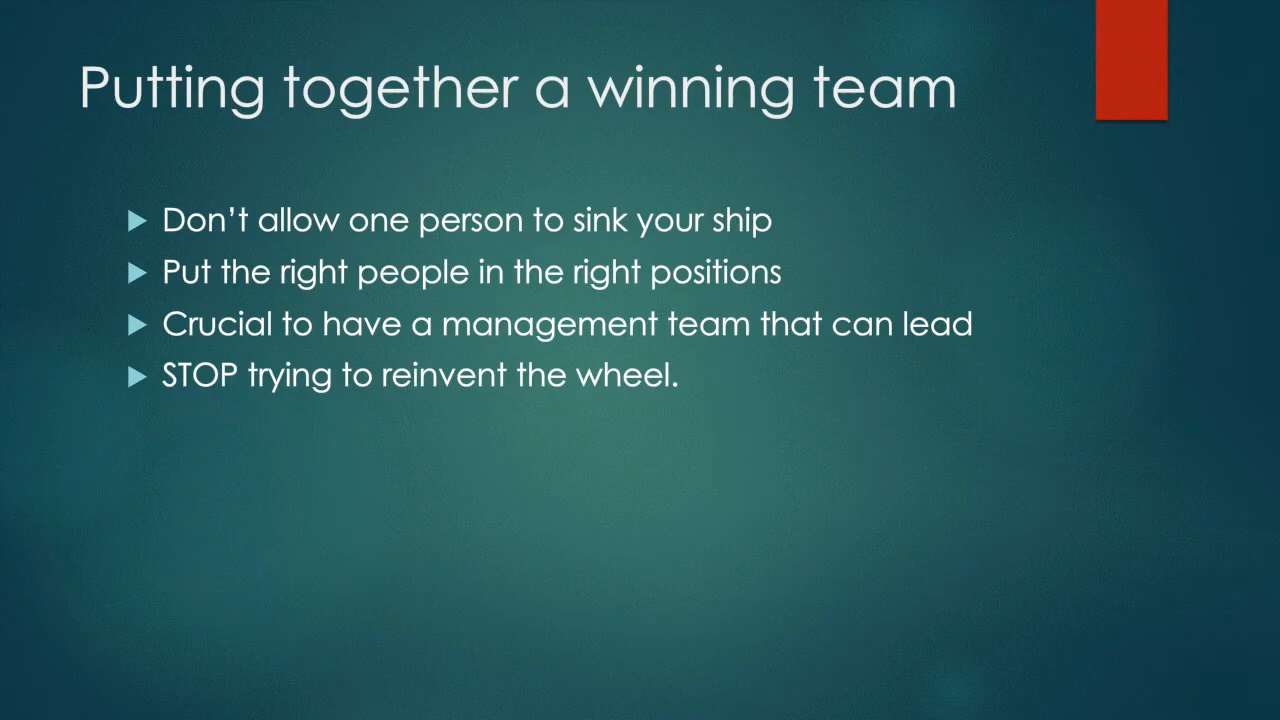 Putting together a winning team
Don’t allow one person to sink your ship
Put the right people in the right positions
Crucial to have a management team that can lead
STOP trying to reinvent the wheel.